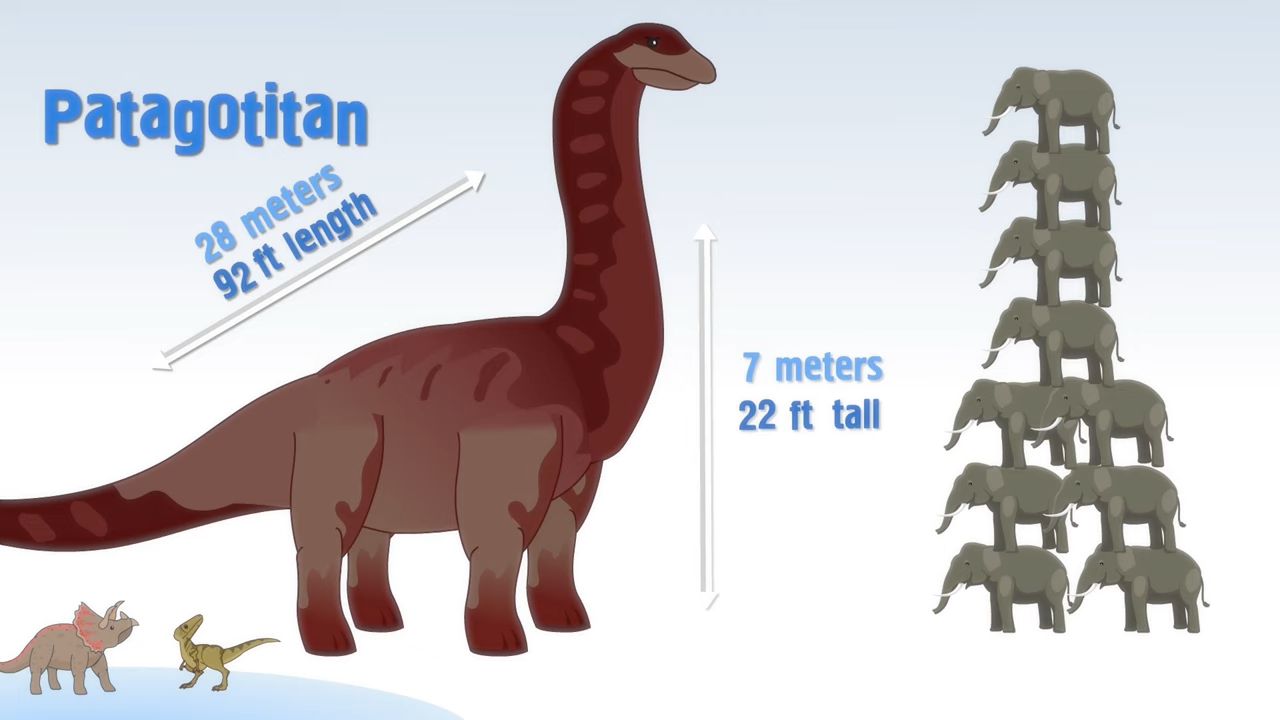 Patagotitan
28 meters
92 ft length
7 meters
22 ft tall